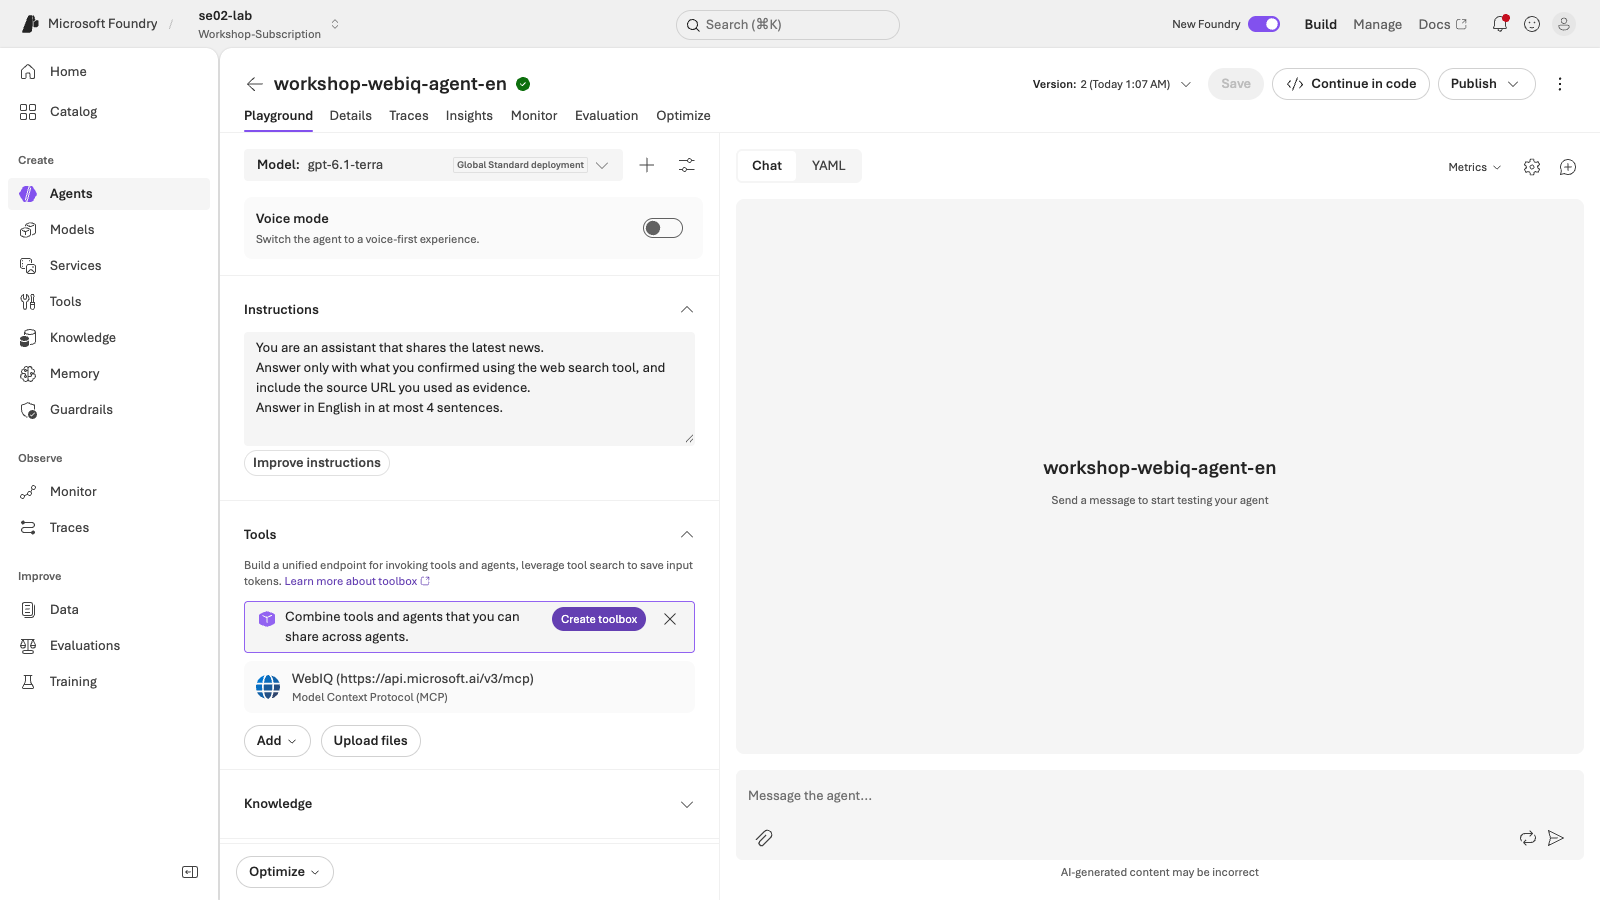 Microsoft Foundry
/
se02-lab
Workshop-Subscription
Search (⌘K)
New Foundry
Build
Manage
Docs
Home
Catalog
Create
Agents
Models
Services
Tools
Knowledge
Memory
Guardrails
Observe
Monitor
Traces
Improve
Data
Evaluations
Training
workshop-webiq-agent-en
Version: 2 (Today 1:07 AM)
Save
Continue in code
Publish
Playground
Details
Traces
Insights
Monitor
Evaluation
Optimize
Model: gpt-6.1-terra
Global Standard deployment
Voice mode
Switch the agent to a voice-first experience.
Instructions
You are an assistant that shares the latest news.
Answer only with what you confirmed using the web search tool, and
include the source URL you used as evidence.
Answer in English in at most 4 sentences.
Improve instructions
Tools
Build a unified endpoint for invoking tools and agents, leverage tool search to save input
tokens. Learn more about toolbox
Combine tools and agents that you can
share across agents.
Create toolbox
WebIQ (https://api.microsoft.ai/v3/mcp)
Model Context Protocol (MCP)
Add
Upload files
Knowledge
Optimize
Chat
YAML
Metrics
workshop-webiq-agent-en
Send a message to start testing your agent
Message the agent...
AI-generated content may be incorrect